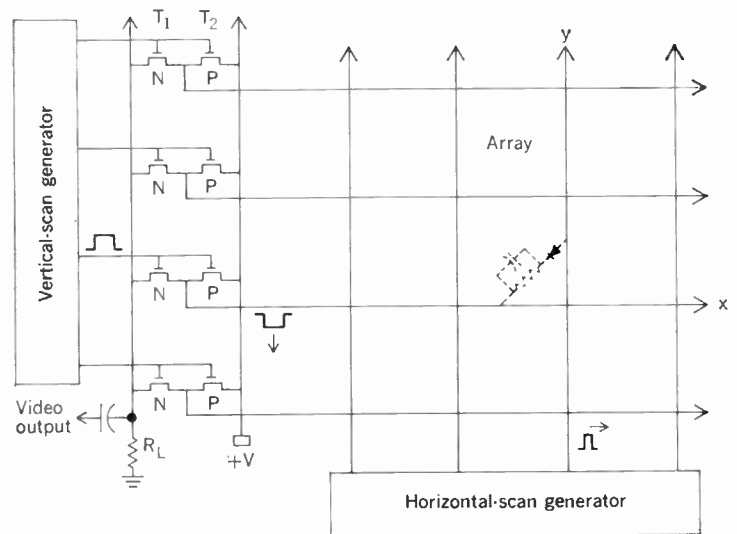 T1 T2
y
N P
Array
N P
Vertical-scan generator
N P
x
N P
Video
output
RL
+V
Horizontal-scan generator